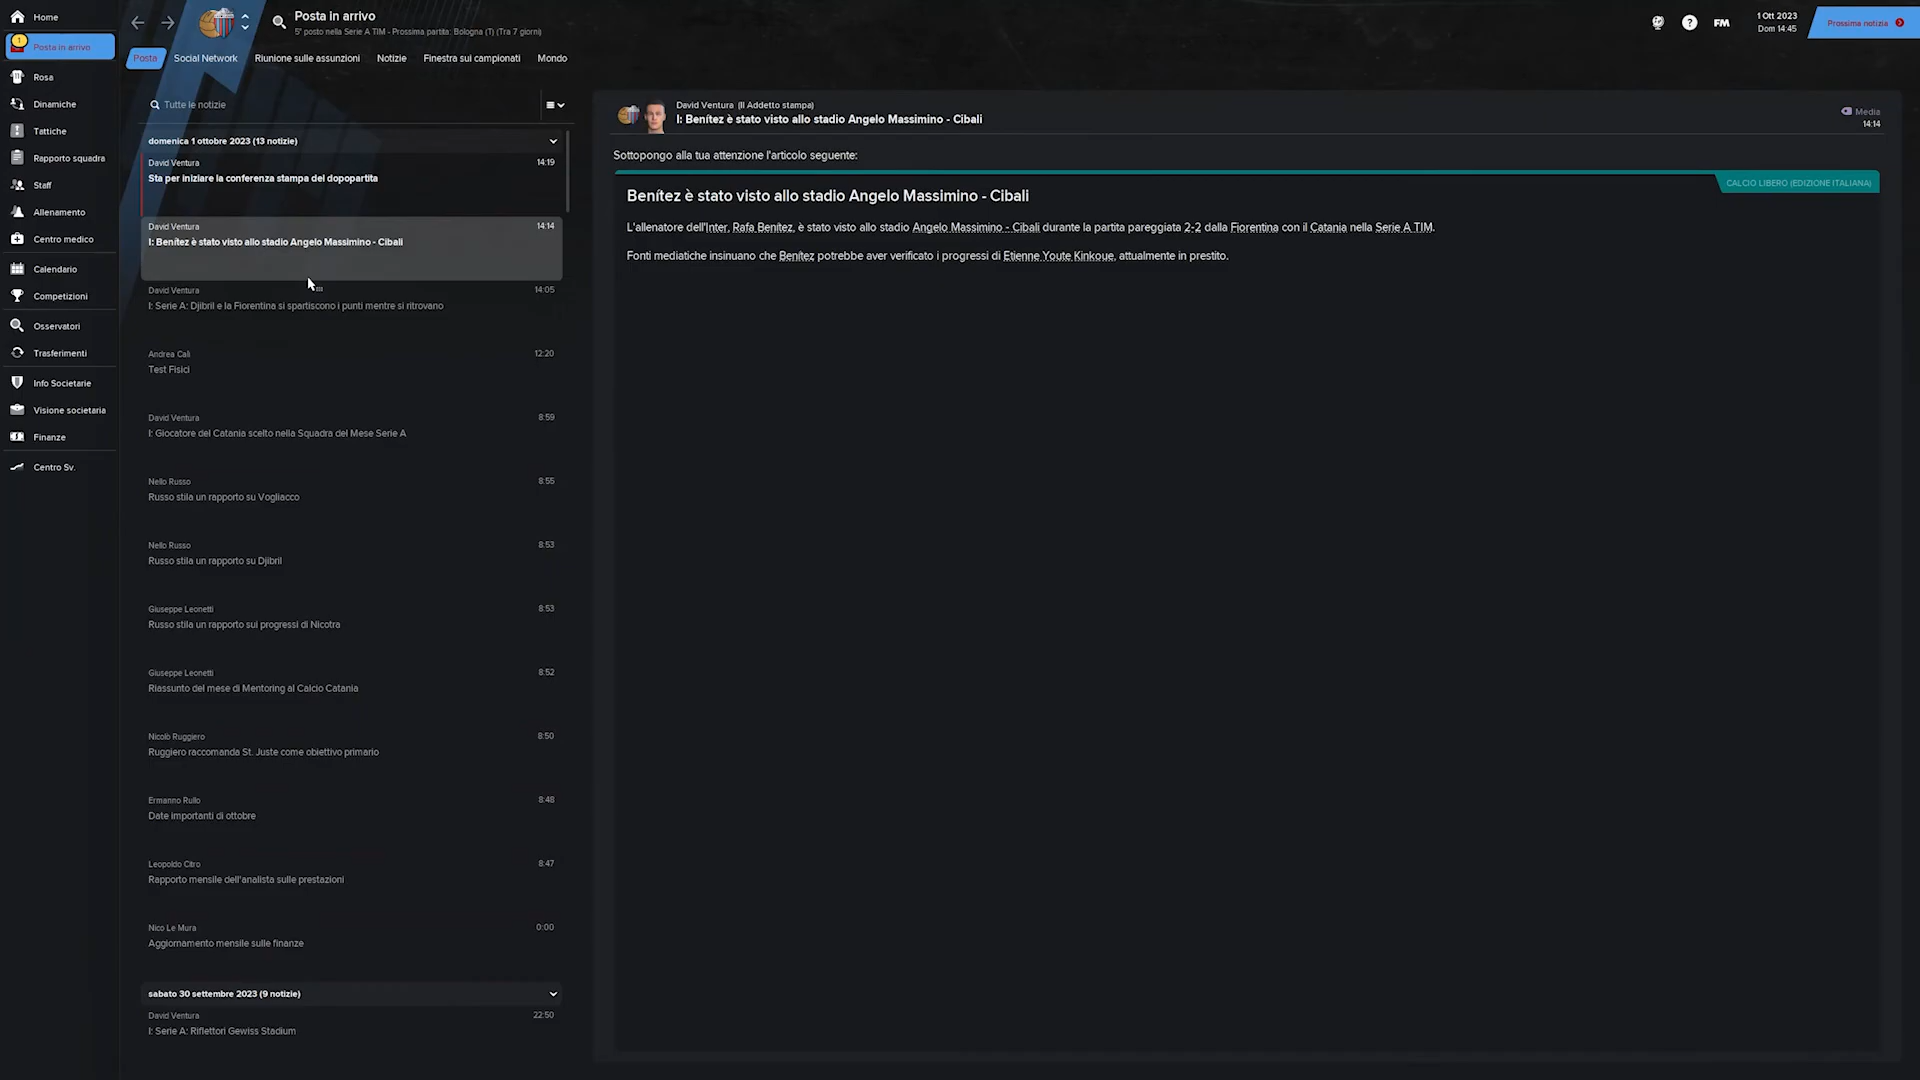 Home
1
Posta in arrivo
Rosa
Dinamiche
Tattiche
Rapporto squadra
Staff
Allenamento
Centro medico
Calendario
Competizioni
Osservatori
Trasferimenti
Info Societarie
Visione societaria
Finanze
Centro Sv.
Posta in arrivo
5° posto nella Serie A TIM - Prossima partita: Bologna (T) (Tra 7 giorni)
FM
1 Ott 2023
Dom 14:45
Prossima notizia
Posta Social Network Riunione sulle assunzioni Notizie Finestra sui campionati Mondo
Tutte le notizie
domenica 1 ottobre 2023 (13 notizie)
David Ventura 14:19
Sta per iniziare la conferenza stampa del dopopartita
David Ventura 14:14
I: Benítez è stato visto allo stadio Angelo Massimino - Cibali
David Ventura 14:05
I: Serie A: Djibril e la Fiorentina si spartiscono i punti mentre si ritrovano
Andrea Calì 12:20
Test Fisici
David Ventura 8:59
I: Giocatore del Catania scelto nella Squadra del Mese Serie A
Nello Russo 8:55
Russo stila un rapporto su Vogliacco
Nello Russo 8:53
Russo stila un rapporto su Djibril
Giuseppe Leonetti 8:53
Russo stila un rapporto sui progressi di Nicotra
Giuseppe Leonetti 8:52
Riassunto del mese di Mentoring al Calcio Catania
Nicolò Ruggiero 8:50
Ruggiero raccomanda St. Juste come obiettivo primario
Ermanno Rullo 8:48
Date importanti di ottobre
Leopoldo Citro 8:47
Rapporto mensile dell'analista sulle prestazioni
Nico Le Mura 0:00
Aggiornamento mensile sulle finanze
sabato 30 settembre 2023 (9 notizie)
David Ventura 22:50
I: Serie A: Riflettori Gewiss Stadium
David Ventura (Il Addetto stampa)
I: Benítez è stato visto allo stadio Angelo Massimino - Cibali
Media
14:14
Sottopongo alla tua attenzione l'articolo seguente:
CALCIO LIBERO (EDIZIONE ITALIANA)
Benítez è stato visto allo stadio Angelo Massimino - Cibali
L'allenatore dell'Inter, Rafa Benítez, è stato visto allo stadio Angelo Massimino - Cibali durante la partita pareggiata 2-2 dalla Fiorentina con il Catania nella Serie A TIM.
Fonti mediatiche insinuano che Benítez potrebbe aver verificato i progressi di Etienne Youte Kinkoue, attualmente in prestito.